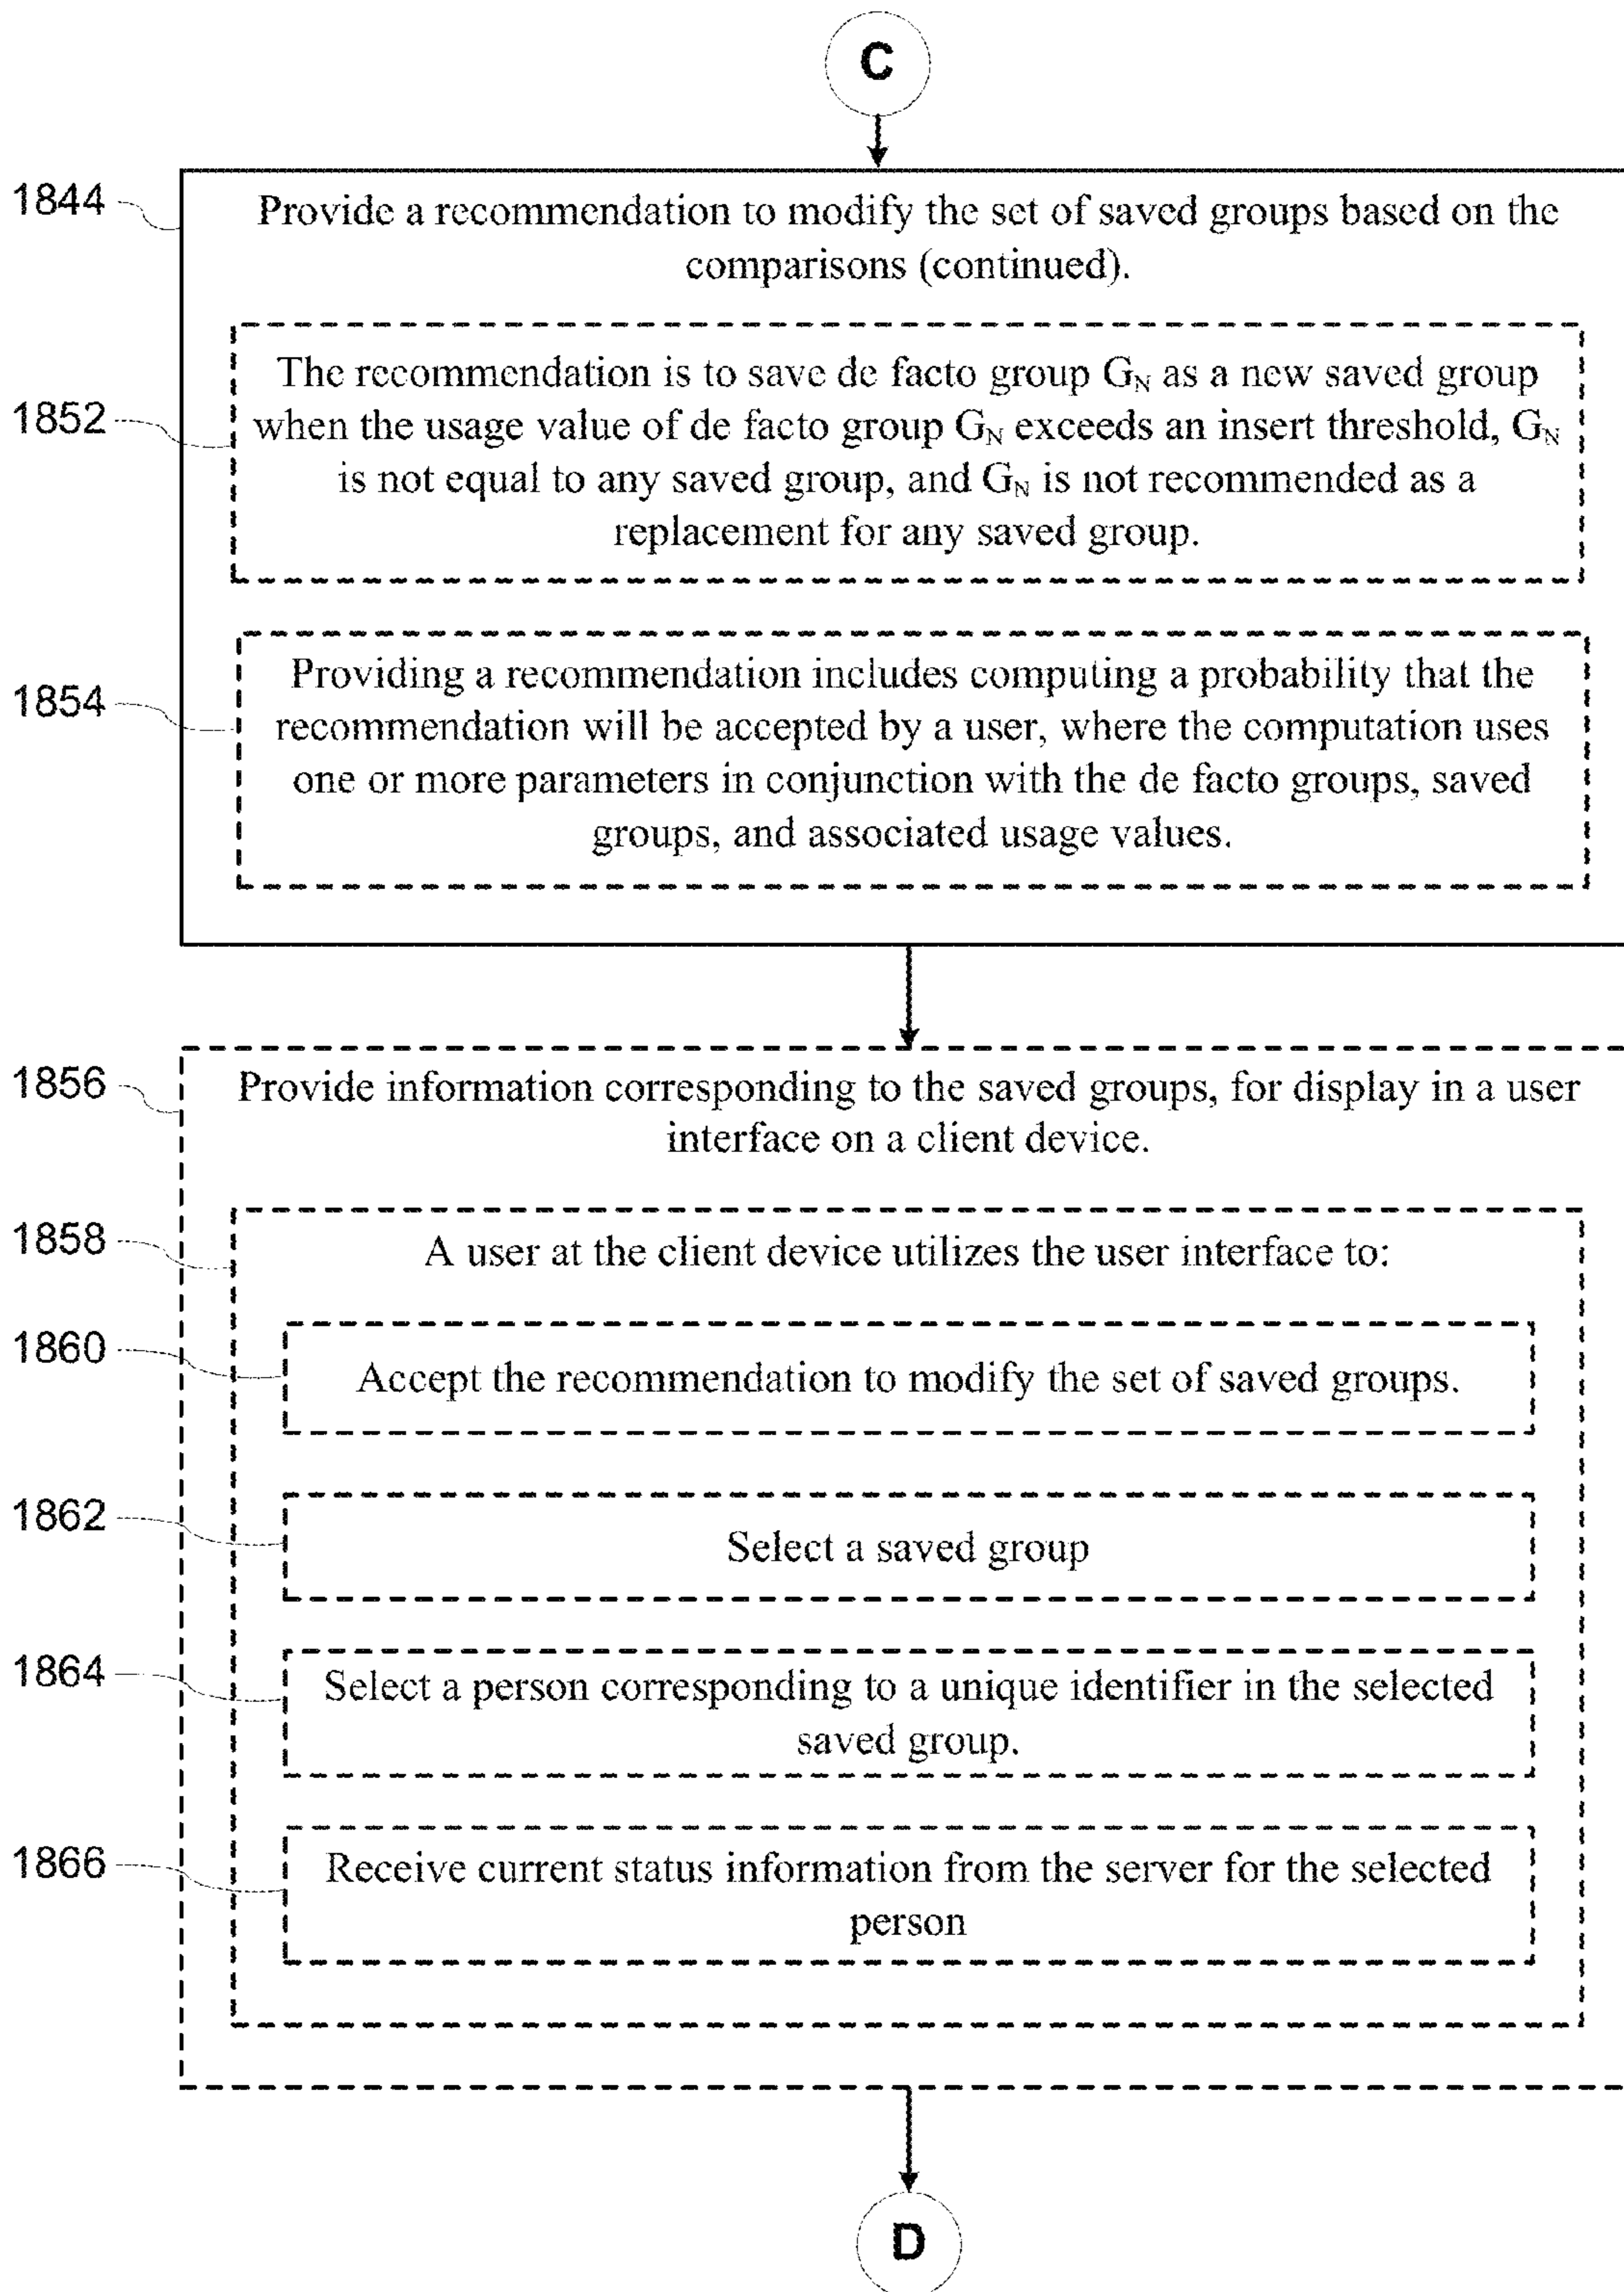 C
1844
Provide a recommendation to modify the set of saved groups based on the
comparisons (continued).
1852
The recommendation is to save de facto group GN as a new saved group
when the usage value of de facto group GN exceeds an insert threshold, GN
is not equal to any saved group, and GN is not recommended as a
replacement for any saved group.
1854
Providing a recommendation includes computing a probability that the
recommendation will be accepted by a user, where the computation uses
one or more parameters in conjunction with the de facto groups, saved
groups, and associated usage values.
1856
Provide information corresponding to the saved groups, for display in a user
interface on a client device.
1858
A user at the client device utilizes the user interface to:
1860
Accept the recommendation to modify the set of saved groups.
1862
Select a saved group
1864
Select a person corresponding to a unique identifier in the selected
saved group.
1866
Receive current status information from the server for the selected
person
D